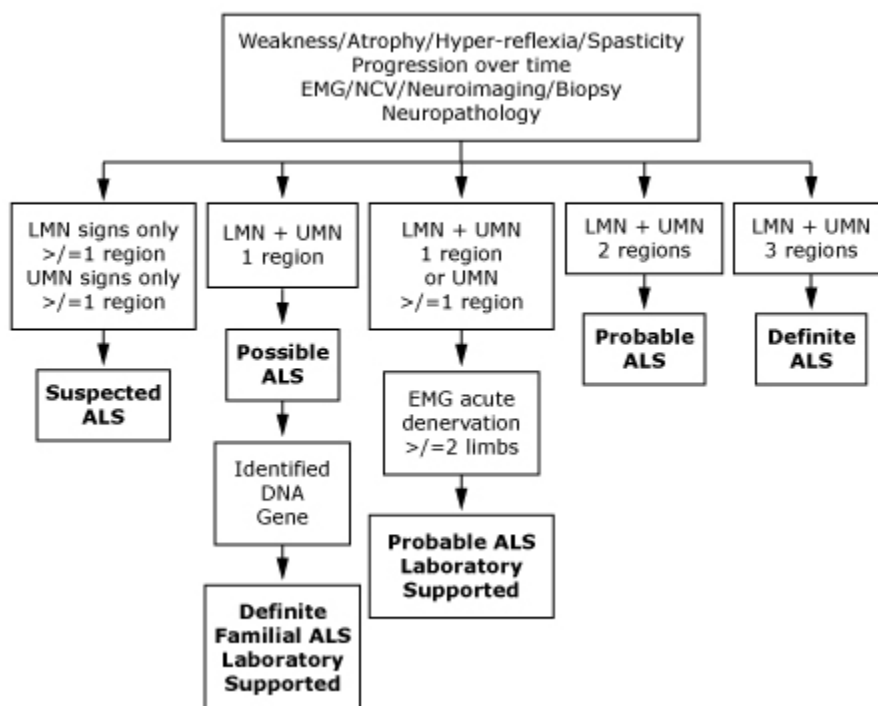 Weakness/Atrophy/Hyper-reflexia/Spasticity
Progression over time
EMG/NCV/Neuroimaging/Biopsy
Neuropathology
LMN signs only
>/=1 region
UMN signs only
>/=1 region
Suspected
ALS
LMN + UMN
1 region
Possible
ALS
Identified
DNA
Gene
Definite
Familial ALS
Laboratory
Supported
LMN + UMN
1 region
or UMN
>/=1 region
EMG acute
denervation
>/=2 limbs
Probable ALS
Laboratory
Supported
LMN + UMN
2 regions
Probable
ALS
LMN + UMN
3 regions
Definite
ALS